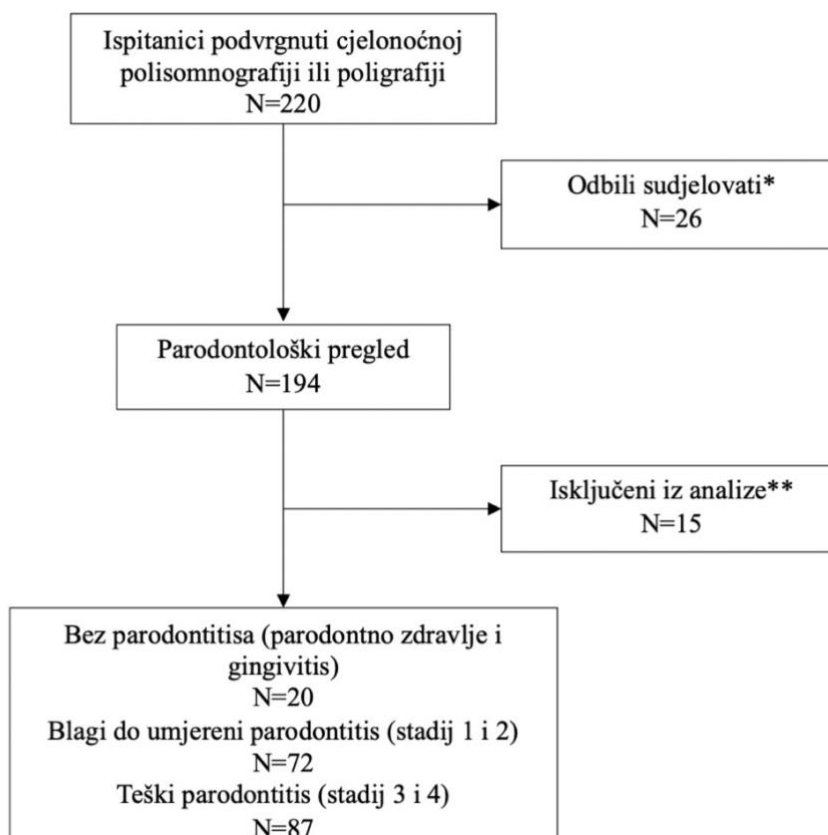 Ispitanici podvrgnuti cjelonoćnoj
polisomnografiji ili poligrafiji
N=220
Odbili sudjelovati*
N=26
Parodontološki pregled
N=194
Isključeni iz analize**
N=15
Bez parodontitisa (parodontno zdravlje i
gingivitis)
N=20
Blagi do umjereni parodontitis (stadij 1 i 2)
N=72
Teški parodontitis (stadij 3 i 4)
N=87